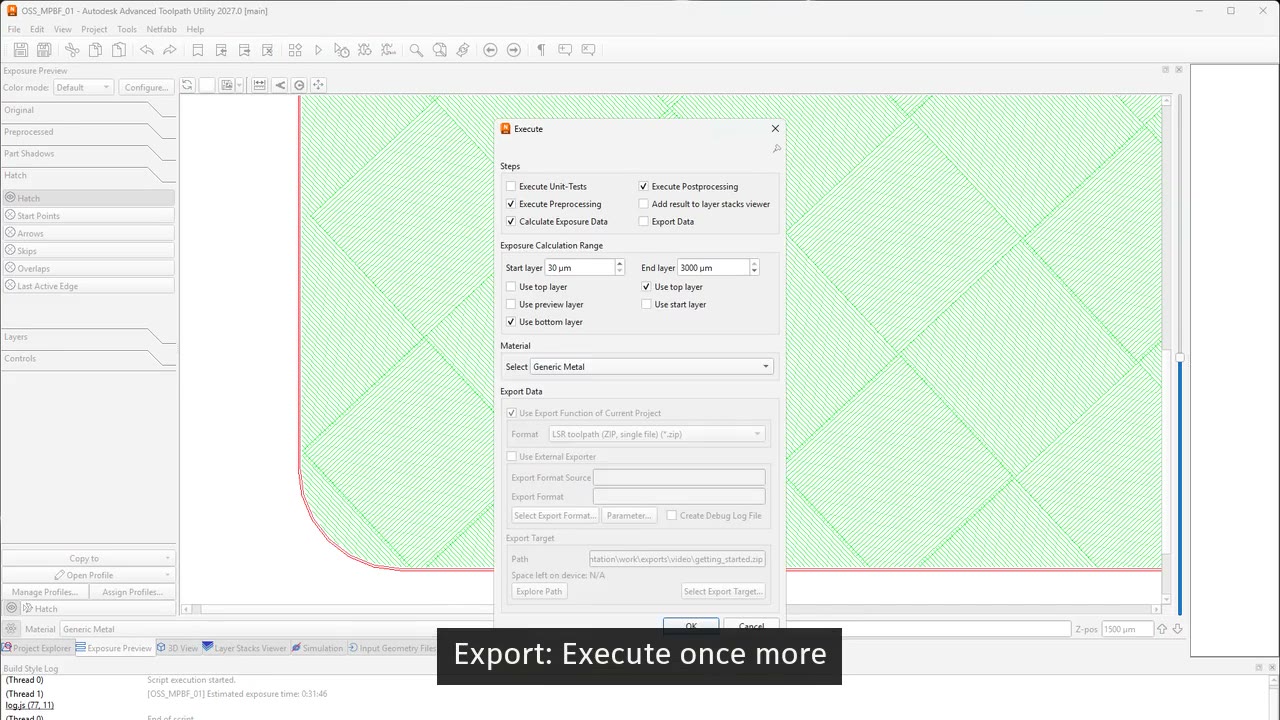 OSS_MPBF_01 - Autodesk Advanced Toolpath Utility 2027.0 [main]
File Edit View Project Tools Netfabb Help
Exposure Preview
Color mode: Default Configure...
Original
Preprocessed
Part Shadows
Hatch
Hatch
Start Points
Arrows
Skips
Overlaps
Last Active Edge
Layers
Controls
Copy to
Open Profile
Manage Profiles... Assign Profiles...
Hatch
Execute
Steps
Execute Unit-Tests Execute Postprocessing
Execute Preprocessing Add result to layer stacks viewer
Calculate Exposure Data Export Data
Exposure Calculation Range
Start layer 30 µm End layer 3000 µm
Use top layer Use top layer
Use preview layer Use start layer
Use bottom layer
Material
Select Generic Metal
Export Data
Use Export Function of Current Project
Format LSR toolpath (ZIP, single file) (*.zip)
Use External Exporter
Export Format Source
Export Format
Select Export Format... Parameter... Create Debug Log File
Export Target
Path ntation\work\exports\video\getting_started.zip
Space left on device: N/A
Explore Path Select Export Target...
OK Cancel
Material Generic Metal Z-pos 1500 µm
Project Explorer Exposure Preview 3D View Layer Stacks Viewer Simulation Input Geometry Files
Export: Execute once more
Build Style Log
(Thread 0) Script execution started.
(Thread 1) [OSS_MPBF_01] Estimated exposure time: 0:31:46
log.js (77, 11)
(Thread 0) End of script